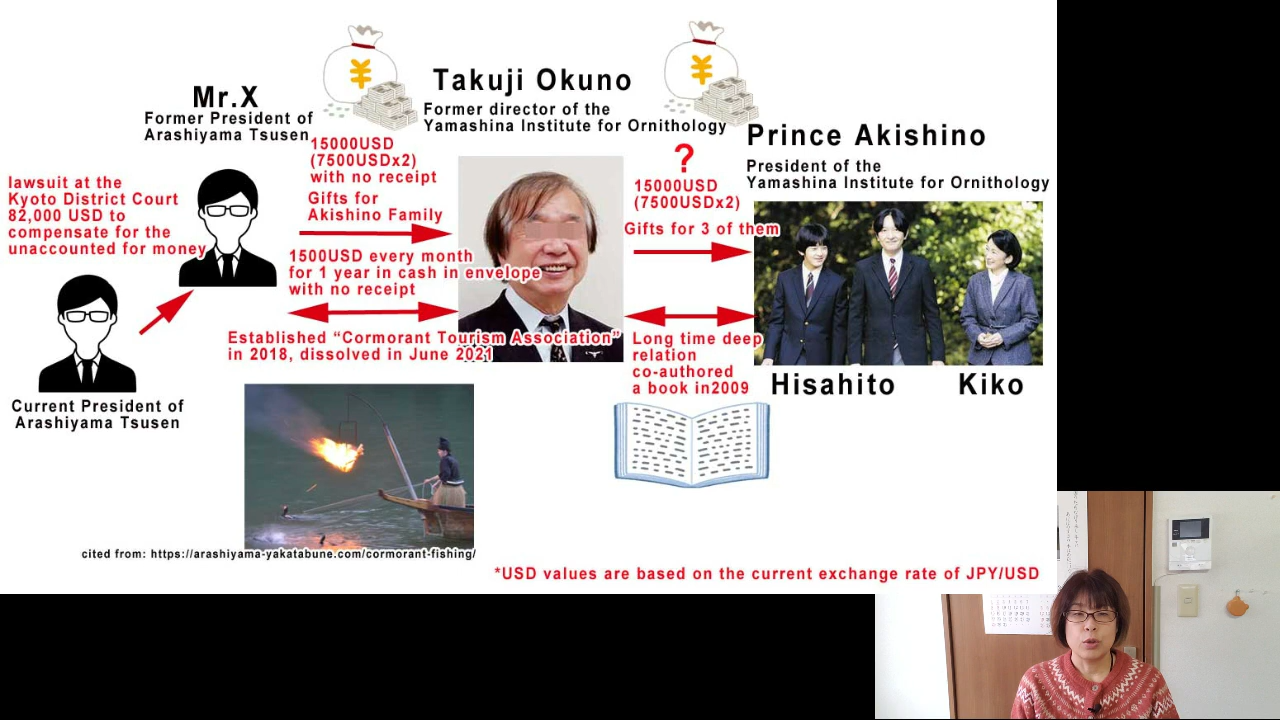 Mr.X
Former President of
Arashiyama Tsusen
¥
Takuji Okuno
Former director of the
Yamashina Institute for Ornithology
¥
Prince Akishino
President of the
Yamashina Institute for Ornithology
lawsuit at the
Kyoto District Court
82,000 USD to
compensate for the
unaccounted for money
15000USD
(7500USDx2)
with no receipt
Gifts for
Akishino Family
1500USD every month
for 1 year in cash in envelope
with no receipt
Established “Cormorant Tourism Association”
in 2018, dissolved in June 2021
?
15000USD
(7500USDx2)
Gifts for 3 of them
Long time deep
relation
co-authored
a book in2009
Hisahito
Kiko
Current President of
Arashiyama Tsusen
cited from: https://arashiyama-yakatabune.com/cormorant-fishing/
*USD values are based on the current exchange rate of JPY/USD